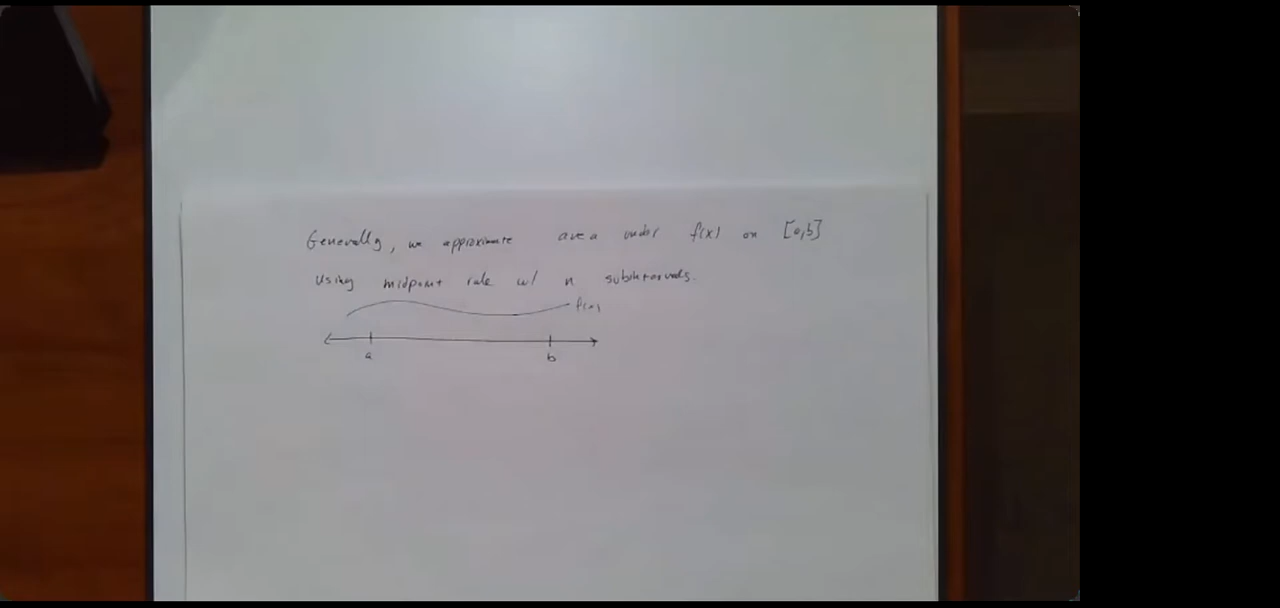 Generally, we approximate area under f(x) on [a,b]
using midpoint rule w/ n subintervals.
f(x)
a b